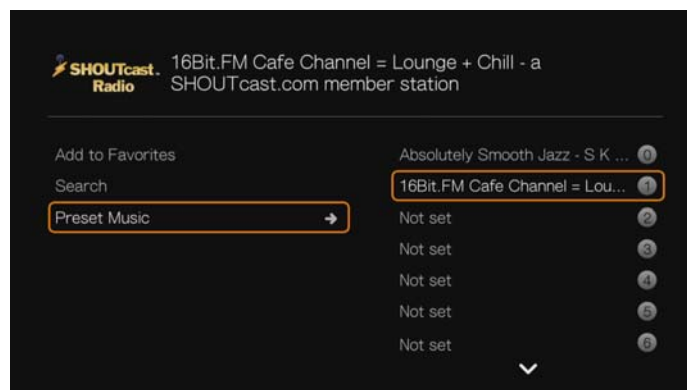 SHOUTcast
Radio
16Bit.FM Cafe Channel = Lounge + Chill - a
SHOUTcast.com member station
Add to Favorites
Search
Preset Music
Absolutely Smooth Jazz - S K ... 0
16Bit.FM Cafe Channel = Lou... 1
Not set 2
Not set 3
Not set 4
Not set 5
Not set 6